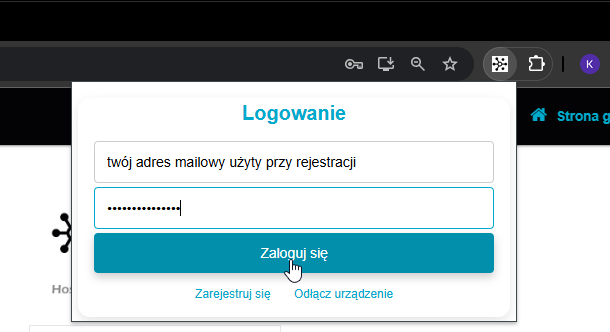 K
Strona g
Logowanie
twój adres mailowy użyty przy rejestracji
•••••••••••••••
Zaloguj się
Hos
Zarejestruj się
Odłącz urządzenie